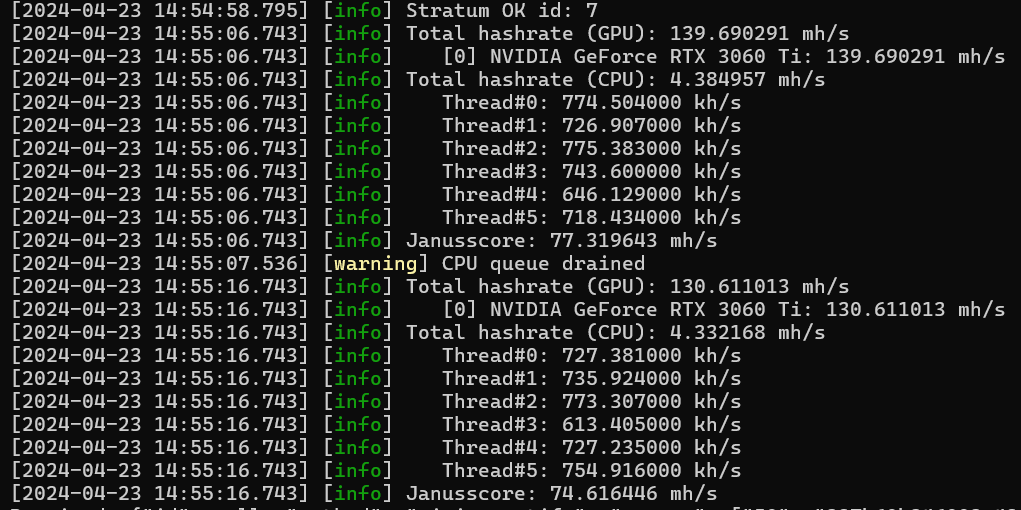 [2024-04-23 14:54:58.795] [info] Stratum OK id: 7
[2024-04-23 14:55:06.743] [info] Total hashrate (GPU): 139.690291 mh/s
[2024-04-23 14:55:06.743] [info]    [0] NVIDIA GeForce RTX 3060 Ti: 139.690291 mh/s
[2024-04-23 14:55:06.743] [info] Total hashrate (CPU): 4.384957 mh/s
[2024-04-23 14:55:06.743] [info]    Thread#0: 774.504000 kh/s
[2024-04-23 14:55:06.743] [info]    Thread#1: 726.907000 kh/s
[2024-04-23 14:55:06.743] [info]    Thread#2: 775.383000 kh/s
[2024-04-23 14:55:06.743] [info]    Thread#3: 743.600000 kh/s
[2024-04-23 14:55:06.743] [info]    Thread#4: 646.129000 kh/s
[2024-04-23 14:55:06.743] [info]    Thread#5: 718.434000 kh/s
[2024-04-23 14:55:06.743] [info] Janusscore: 77.319643 mh/s
[2024-04-23 14:55:07.536] [warning] CPU queue drained
[2024-04-23 14:55:16.743] [info] Total hashrate (GPU): 130.611013 mh/s
[2024-04-23 14:55:16.743] [info]    [0] NVIDIA GeForce RTX 3060 Ti: 130.611013 mh/s
[2024-04-23 14:55:16.743] [info] Total hashrate (CPU): 4.332168 mh/s
[2024-04-23 14:55:16.743] [info]    Thread#0: 727.381000 kh/s
[2024-04-23 14:55:16.743] [info]    Thread#1: 735.924000 kh/s
[2024-04-23 14:55:16.743] [info]    Thread#2: 773.307000 kh/s
[2024-04-23 14:55:16.743] [info]    Thread#3: 613.405000 kh/s
[2024-04-23 14:55:16.743] [info]    Thread#4: 727.235000 kh/s
[2024-04-23 14:55:16.743] [info]    Thread#5: 754.916000 kh/s
[2024-04-23 14:55:16.743] [info] Janusscore: 74.616446 mh/s